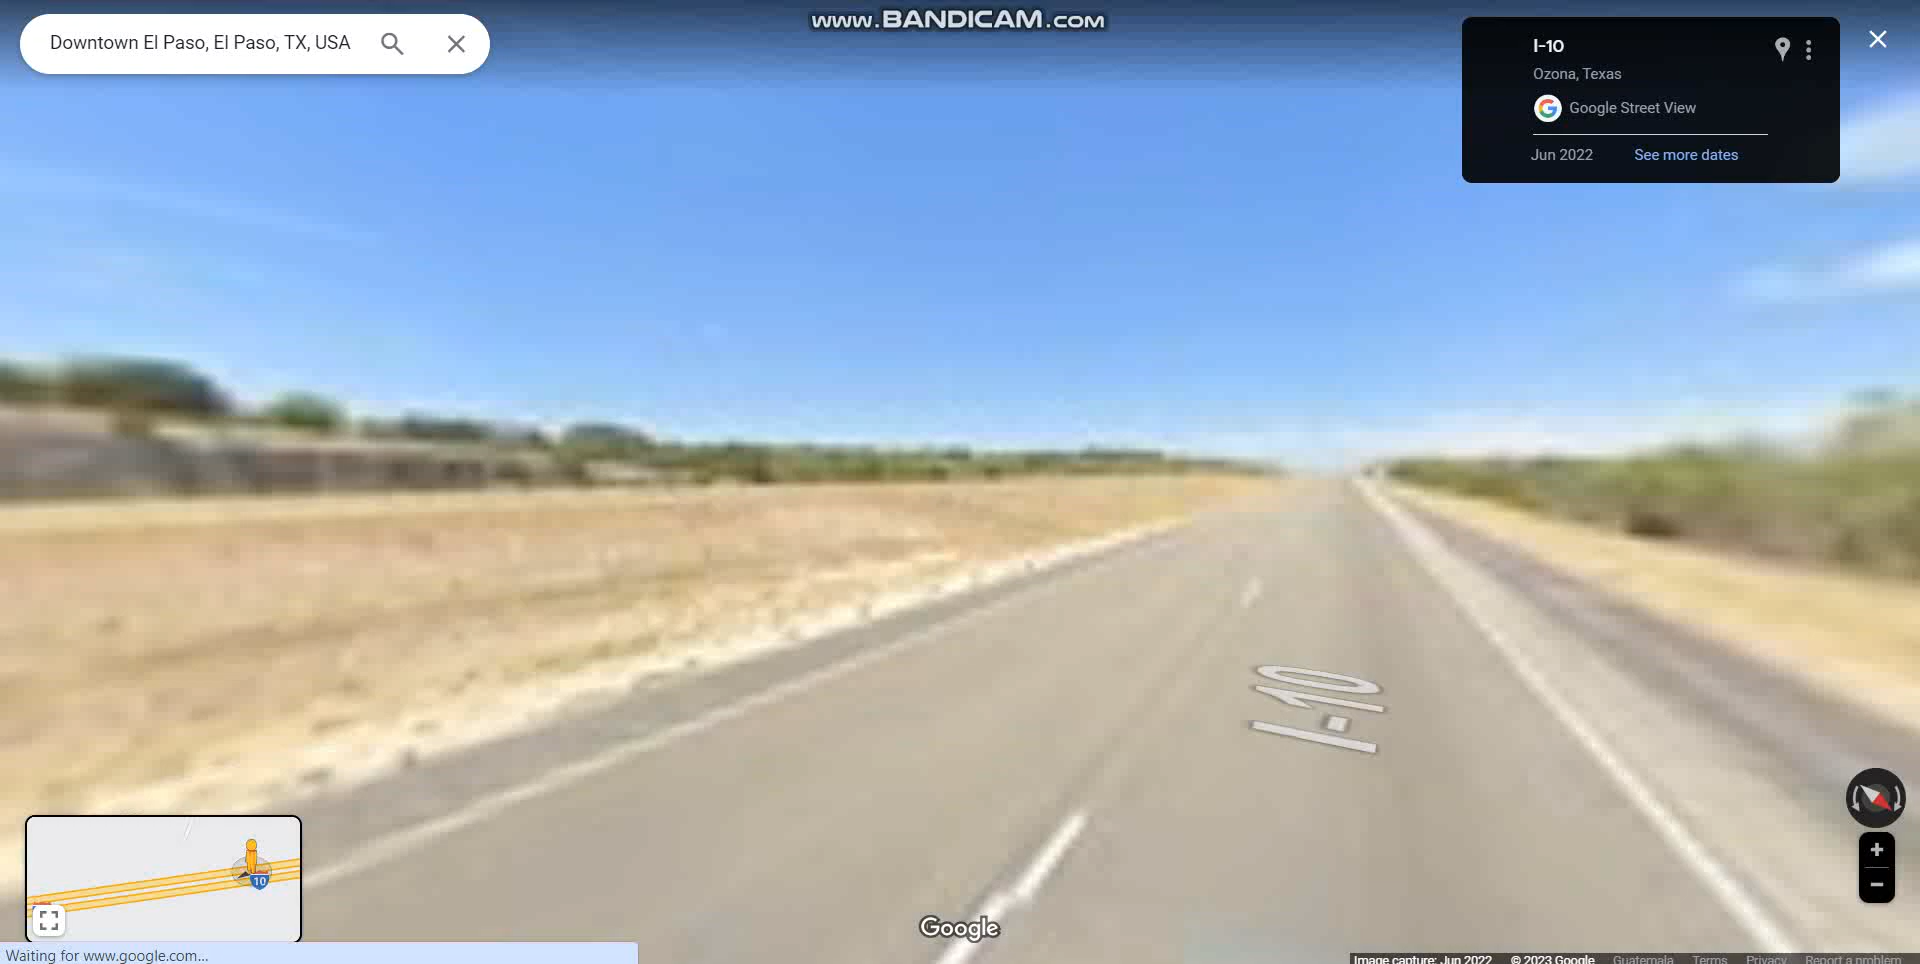 www.BANDICAM.com
Downtown El Paso, El Paso, TX, USA
I-10
Ozona, Texas
Google Street View
Jun 2022 See more dates
I-10
10
Google
Waiting for www.google.com...
Image capture: Jun 2022 © 2023 Google Guatemala Terms Privacy Report a problem